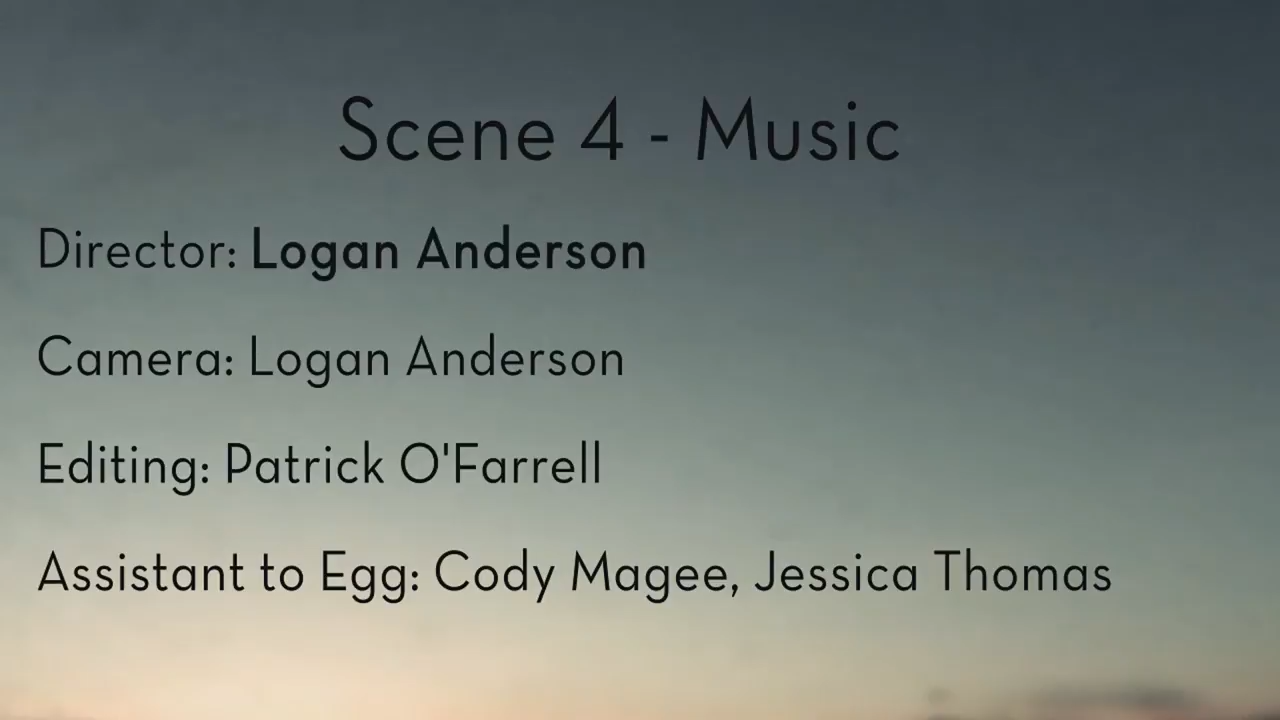 Scene 4 - Music
Director: Logan Anderson
Camera: Logan Anderson
Editing: Patrick O'Farrell
Assistant to Egg: Cody Magee, Jessica Thomas